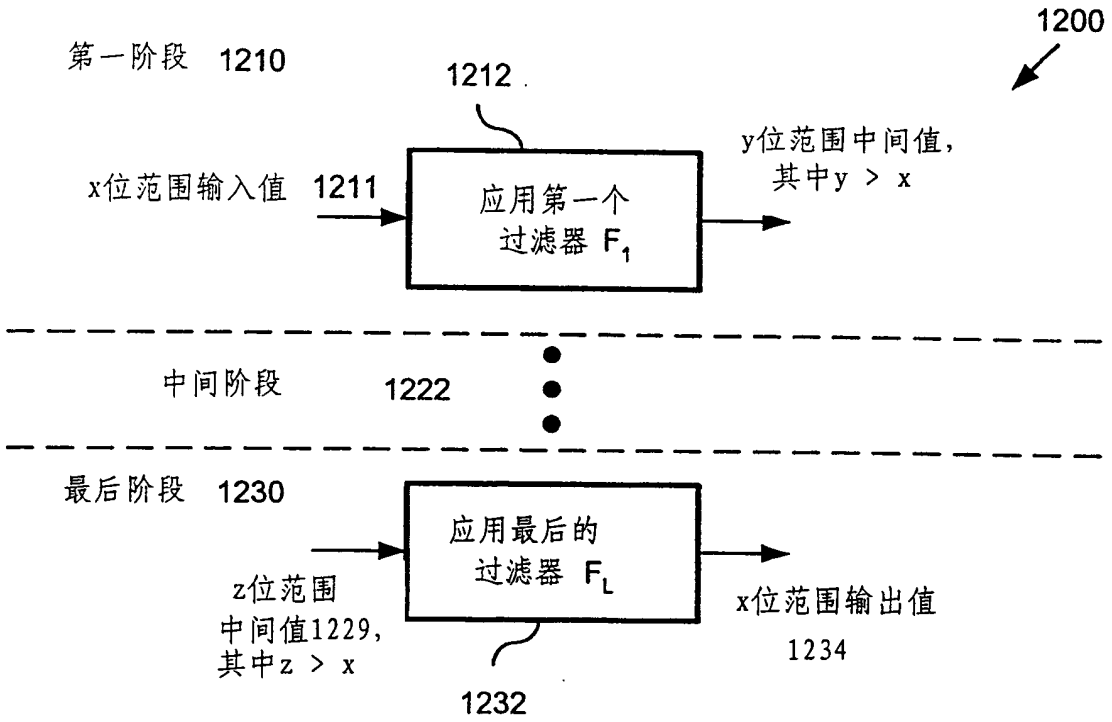 1200
第一阶段 1210
1212
x位范围输入值 1211
应用第一个
过滤器 F1
y位范围中间值,
其中y > x
中间阶段 1222
最后阶段 1230
应用最后的
过滤器 FL
z位范围
中间值1229,
其中z > x
x位范围输出值
1234
1232